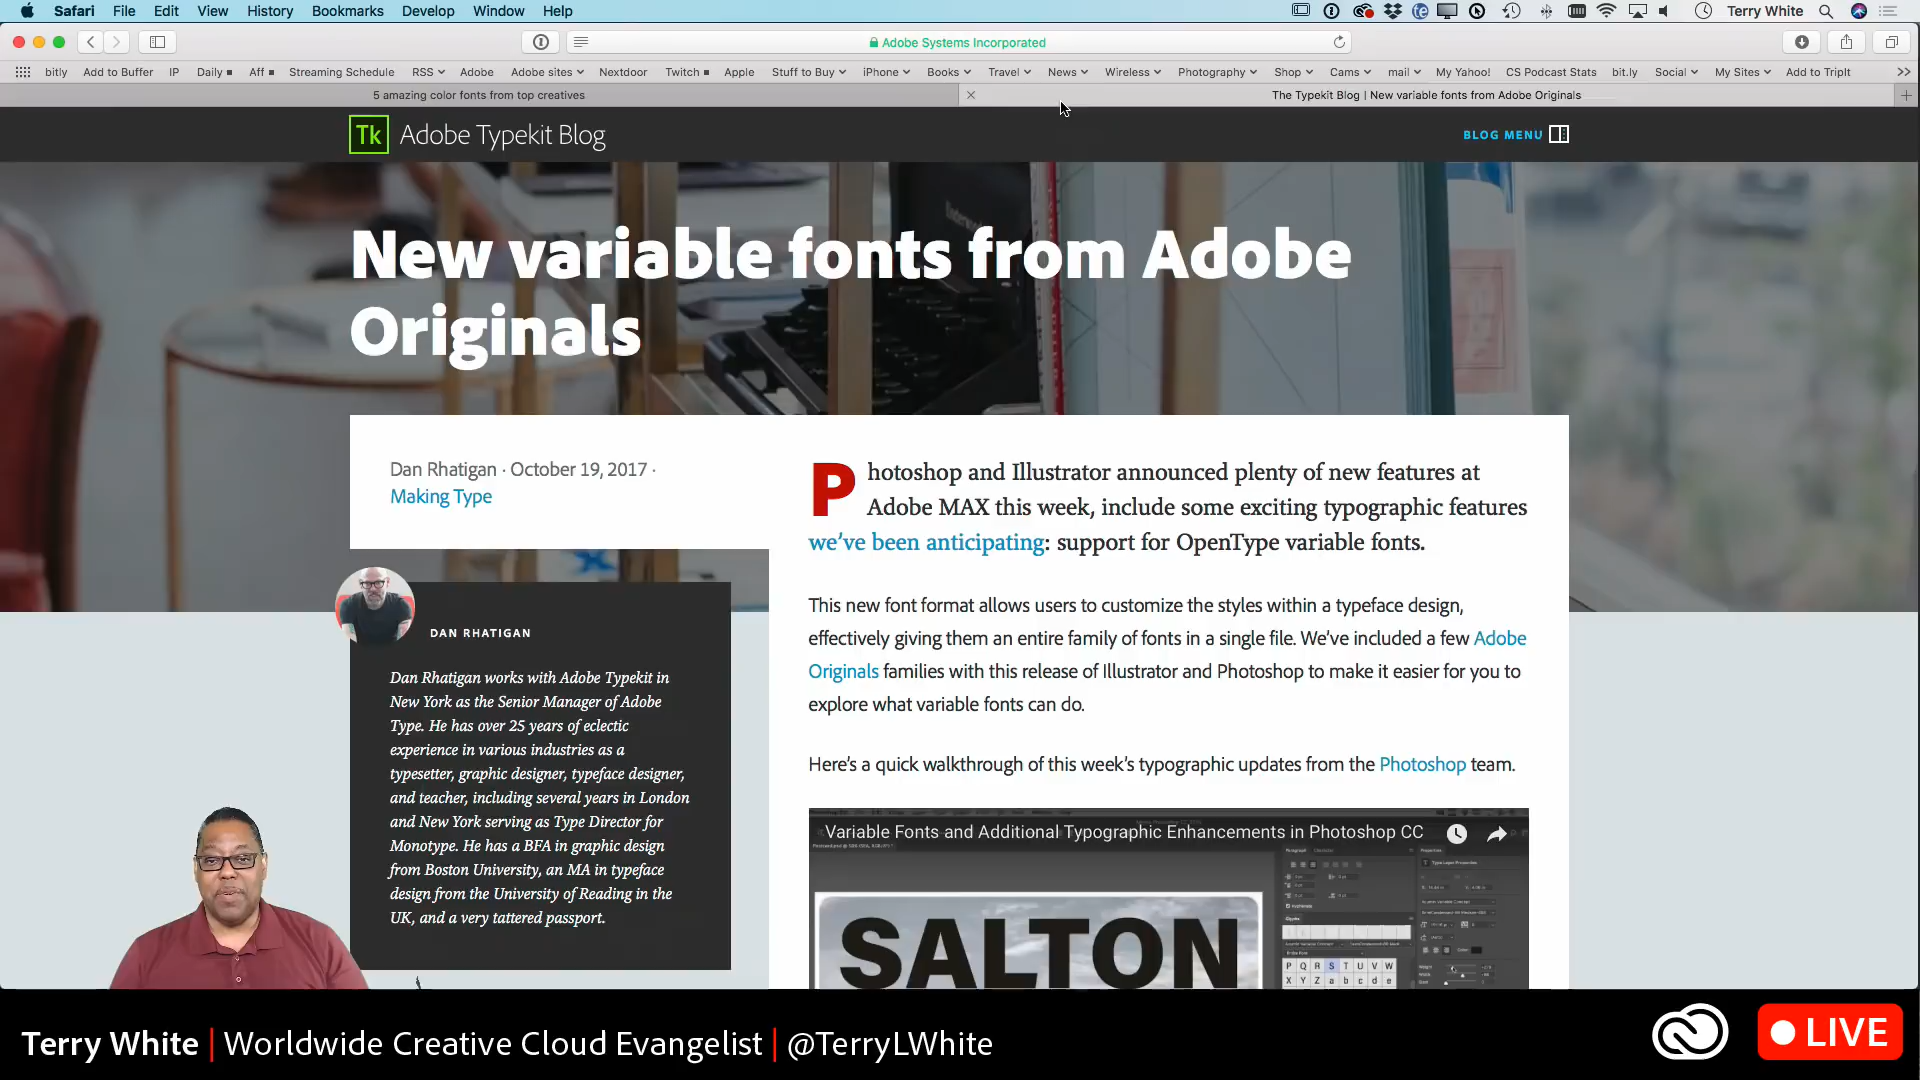 Safari File Edit View History Bookmarks Develop Window Help
Terry White
Adobe Systems Incorporated
bitly Add to Buffer IP Daily Aff Streaming Schedule RSS Adobe Adobe sites Nextdoor Twitch Apple Stuff to Buy iPhone Books Travel News Wireless Photography Shop Cams mail My Yahoo! CS Podcast Stats bit.ly Social My Sites Add to TripIt
5 amazing color fonts from top creatives
The Typekit Blog | New variable fonts from Adobe Originals
Tk Adobe Typekit Blog
BLOG MENU
New variable fonts from Adobe
Originals
Dan Rhatigan · October 19, 2017 ·
Making Type
DAN RHATIGAN
Dan Rhatigan works with Adobe Typekit in
New York as the Senior Manager of Adobe
Type. He has over 25 years of eclectic
experience in various industries as a
typesetter, graphic designer, typeface designer,
and teacher, including several years in London
and New York serving as Type Director for
Monotype. He has a BFA in graphic design
from Boston University, an MA in typeface
design from the University of Reading in the
UK, and a very tattered passport.
Photoshop and Illustrator announced plenty of new features at
Adobe MAX this week, include some exciting typographic features
we've been anticipating: support for OpenType variable fonts.
This new font format allows users to customize the styles within a typeface design,
effectively giving them an entire family of fonts in a single file. We've included a few Adobe
Originals families with this release of Illustrator and Photoshop to make it easier for you to
explore what variable fonts can do.
Here's a quick walkthrough of this week's typographic updates from the Photoshop team.
Variable Fonts and Additional Typographic Enhancements in Photoshop CC
SALTON
P Q R S T U V W
X Y Z a b c d e
Terry White | Worldwide Creative Cloud Evangelist | @TerryLWhite
LIVE